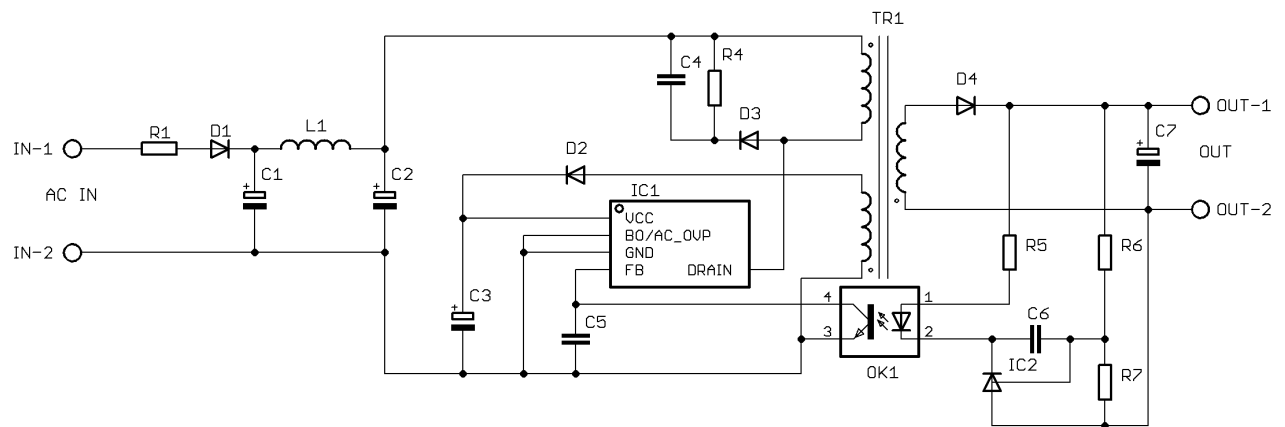 TR1
C4
R4
D4
OUT-1
R1
D1
L1
D3
C7
IN-1
D2
OUT
C1
C2
AC IN
IC1
VCC
OUT-2
BO/AC_OVP
IN-2
GND
R5
R6
FB
DRAIN
C3
4
1
C5
C6
3
2
IC2
OK1
R7
+
+
+
+